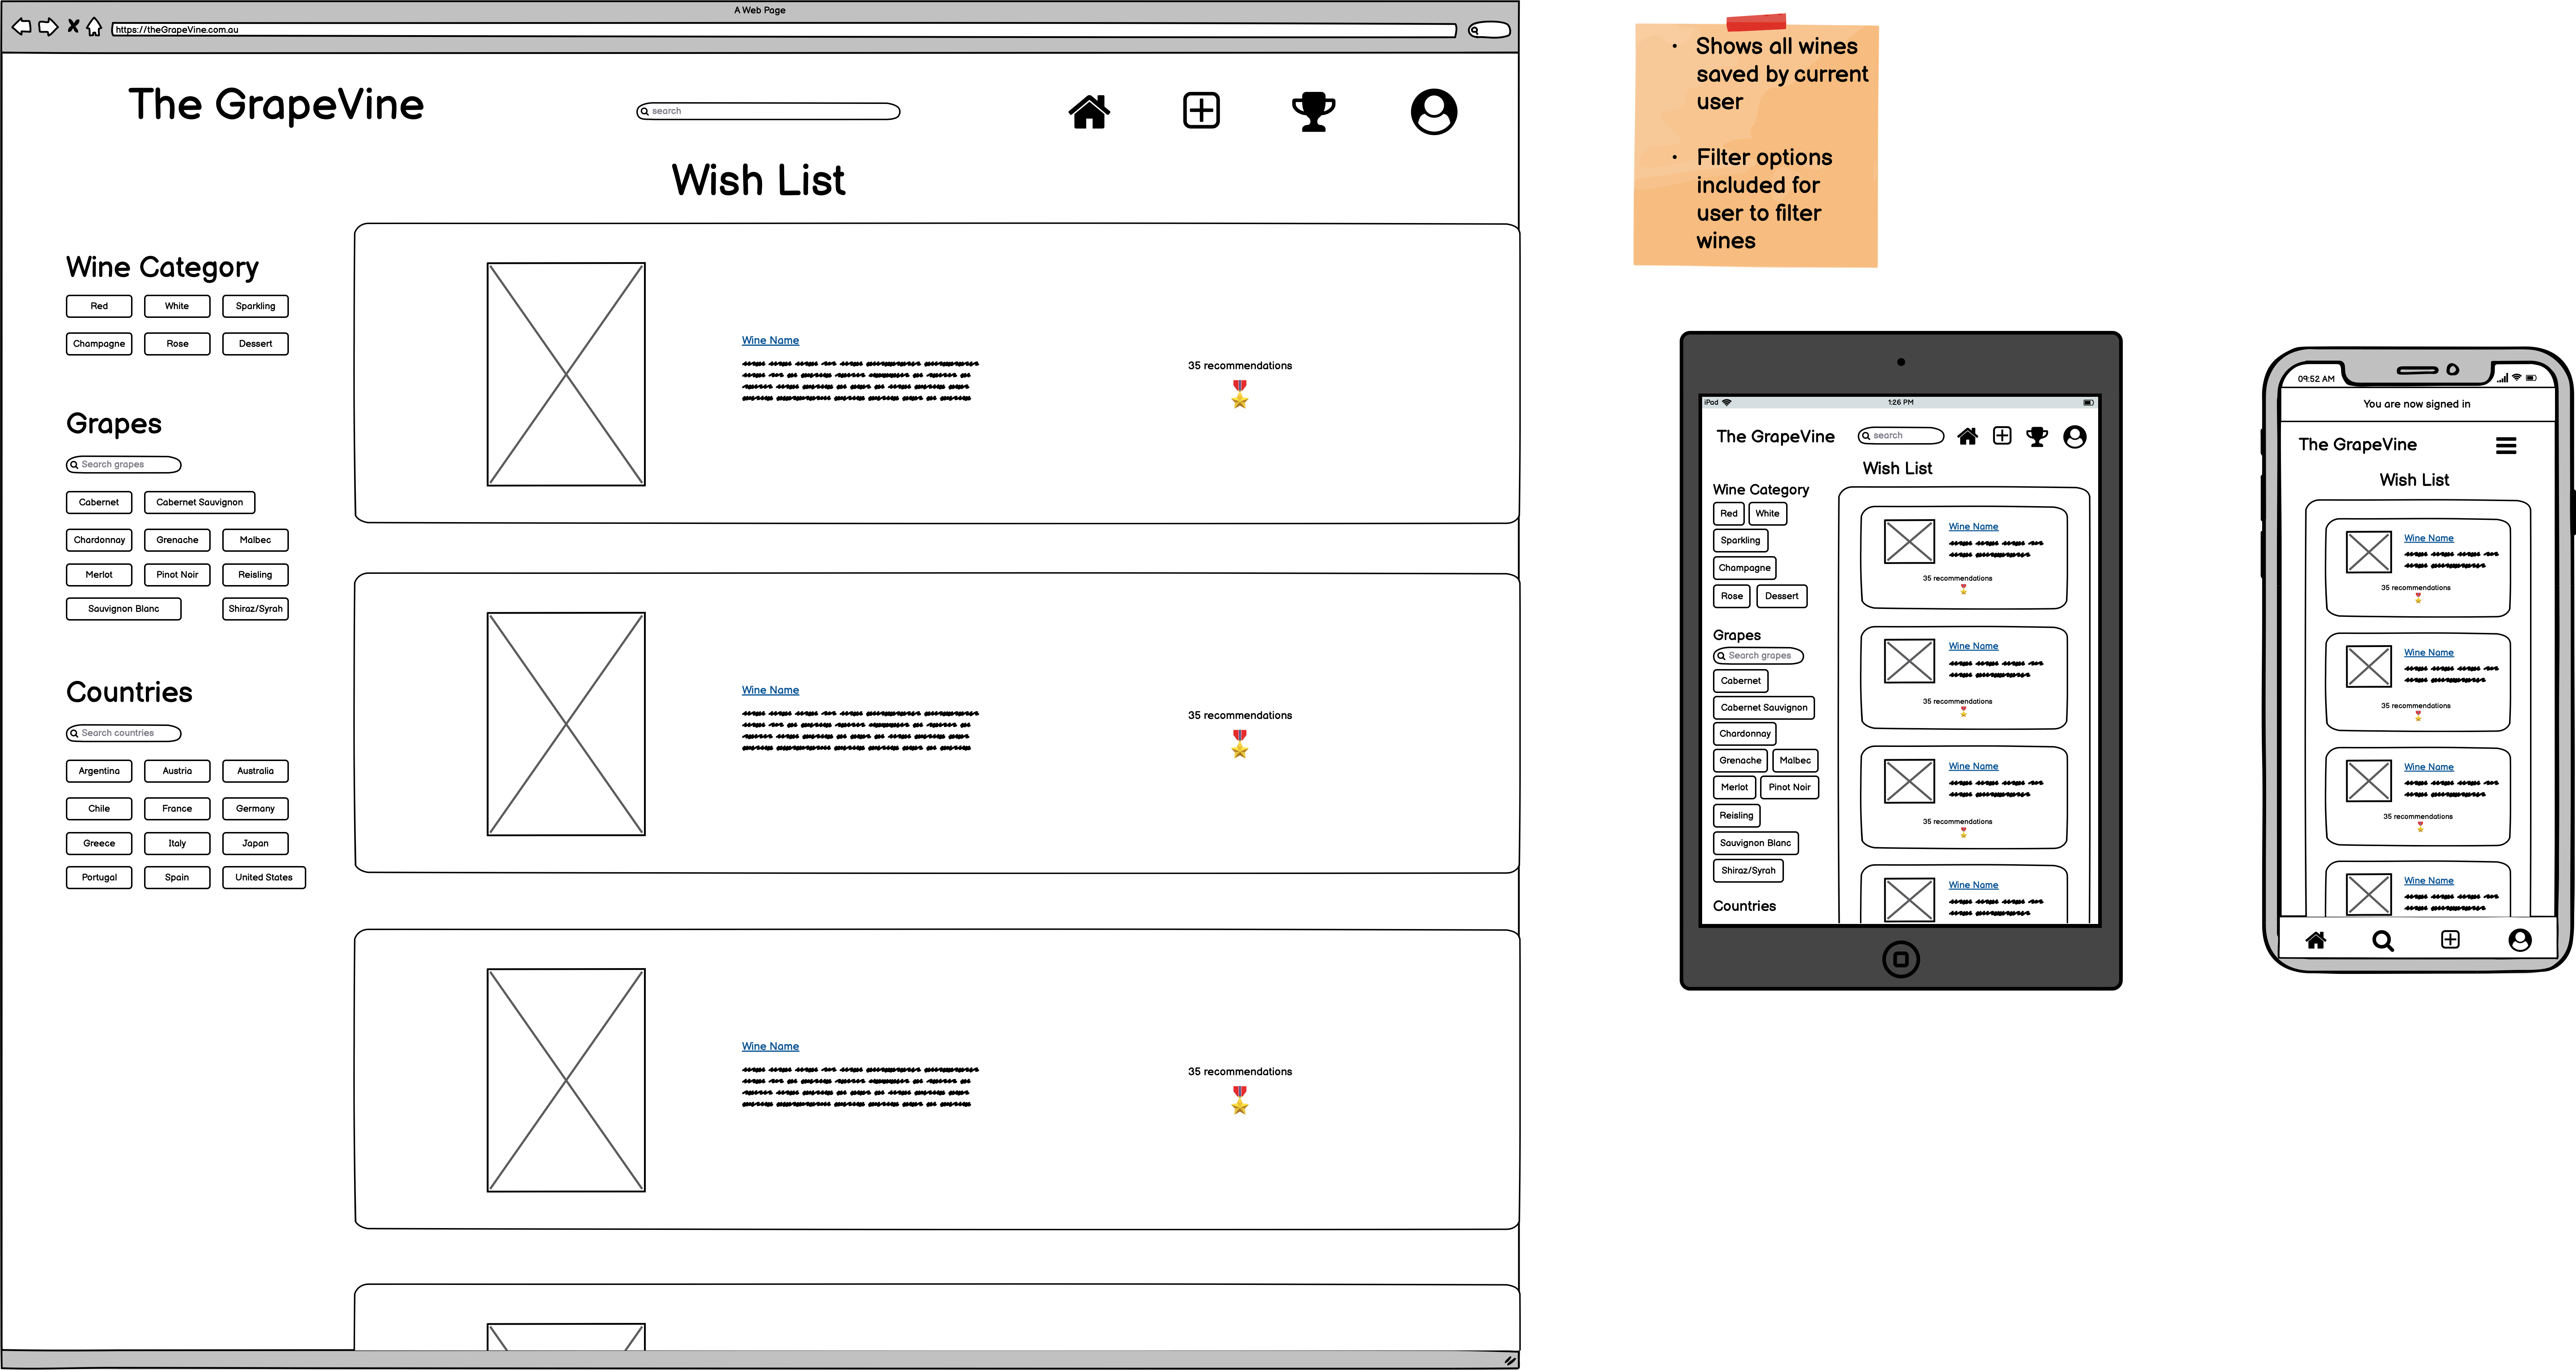 A Web Page
https://theGrapeVine.com.au
The GrapeVine
search
Wish List
Wine Category
Red White Sparkling
Champagne Rose Dessert
Grapes
Search grapes
Cabernet Cabernet Sauvignon
Chardonnay Grenache Malbec
Merlot Pinot Noir Reisling
Sauvignon Blanc Shiraz/Syrah
Countries
Search countries
Argentina Austria Australia
Chile France Germany
Greece Italy Japan
Portugal Spain United States
Wine Name
35 recommendations
Wine Name
35 recommendations
Wine Name
35 recommendations
• Shows all wines
saved by current
user
• Filter options
included for
user to filter
wines
iPad 1:26 PM
The GrapeVine search
Wish List
Wine Category
Red White
Sparkling
Champagne
Rose Dessert
Grapes
Search grapes
Cabernet
Cabernet Sauvignon
Chardonnay
Grenache Malbec
Merlot Pinot Noir
Reisling
Sauvignon Blanc
Shiraz/Syrah
Countries
Wine Name
35 recommendations
Wine Name
35 recommendations
Wine Name
35 recommendations
Wine Name
09:52 AM
You are now signed in
The GrapeVine
Wish List
Wine Name
35 recommendations
Wine Name
35 recommendations
Wine Name
35 recommendations
Wine Name